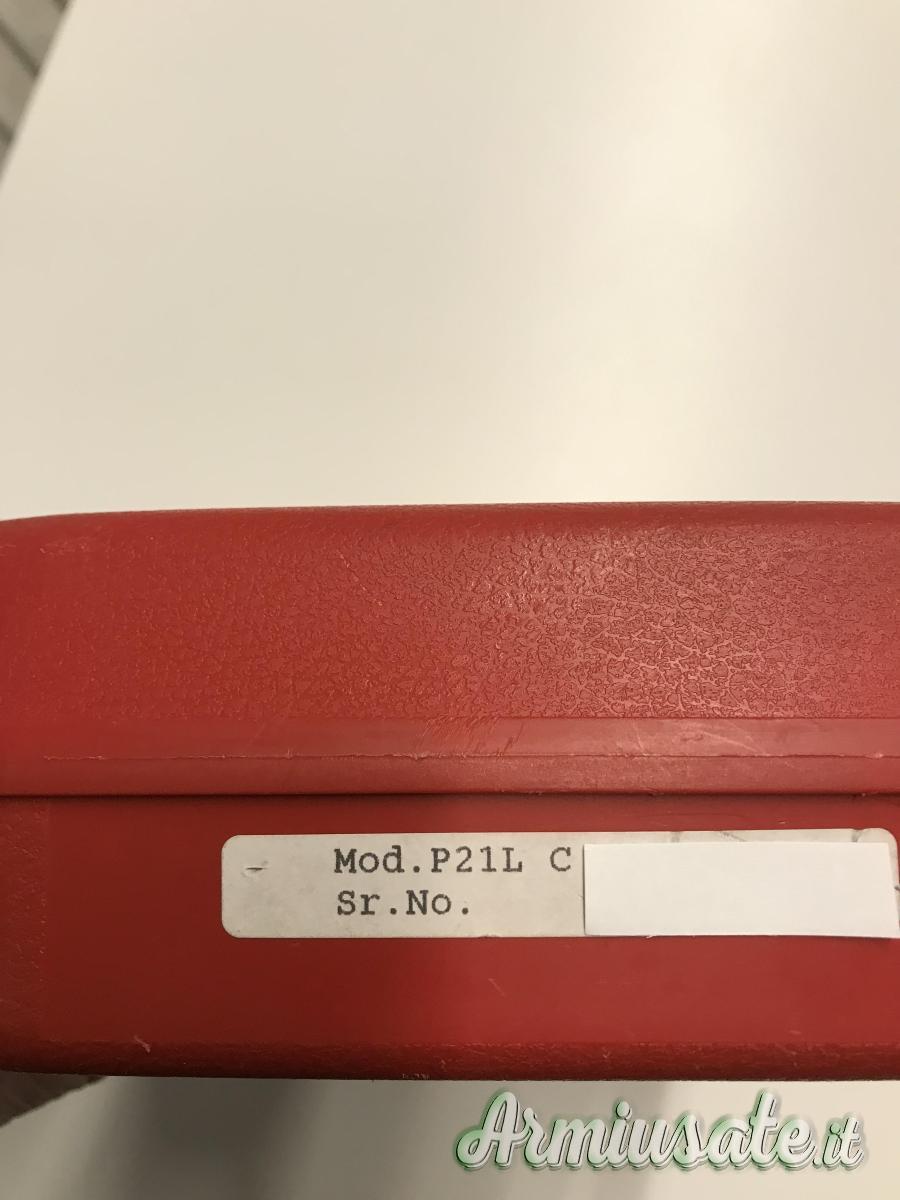 Mod.P21L C
Sr.No.
Armiusate.it